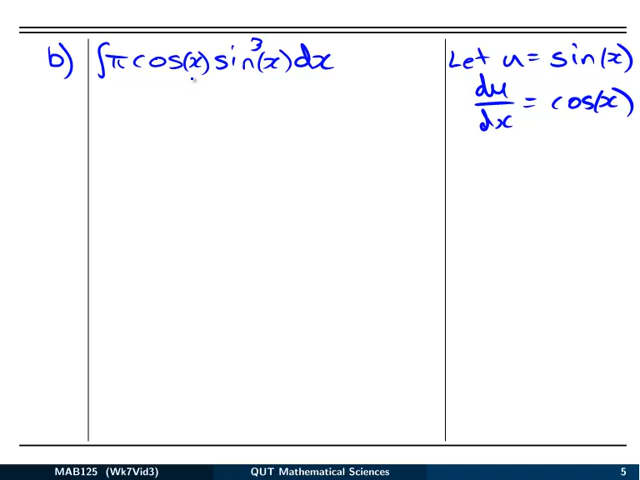 b) ∫π cos(x) sin³(x) dx
Let u = sin(x)
du/dx = cos(x)
MAB125 (Wk7Vid3) QUT Mathematical Sciences 5